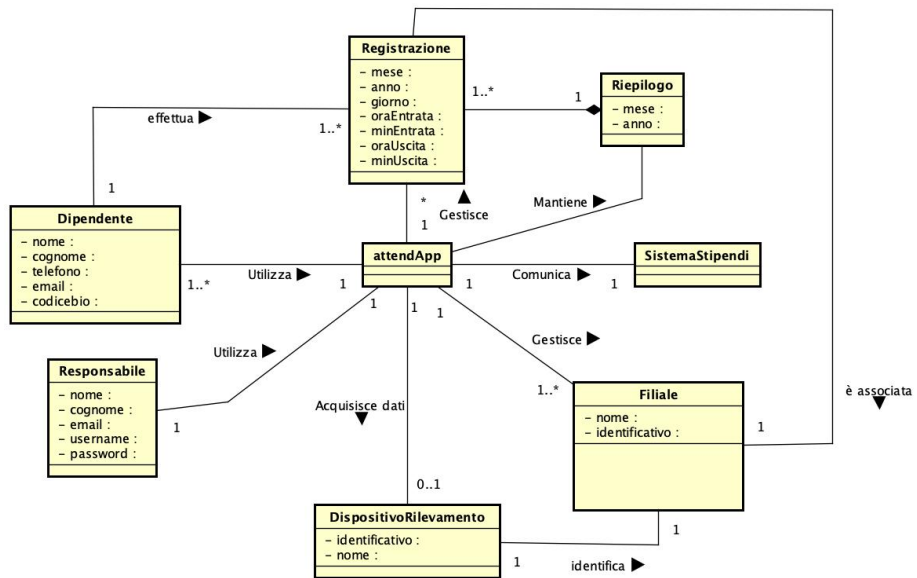 Registrazione
- mese :
- anno :
- giorno :
- oraEntrata :
- minEntrata :
- oraUscita :
- minUscita :
1..*
1
Riepilogo
- mese :
- anno :
effettua
1..*
1
*
1
Gestisce
Mantiene
Dipendente
- nome :
- cognome :
- telefono :
- email :
- codicebio :
1..*
Utilizza
1
attendApp
1
Comunica
1
SistemaStipendi
1
1
1
Utilizza
Gestisce
Responsabile
- nome :
- cognome :
- email :
- username :
- password :
1
Acquisisce dati
1..*
Filiale
- nome :
- identificativo :
1
è associata
0..1
DispositivoRilevamento
- identificativo :
- nome :
1
identifica
1